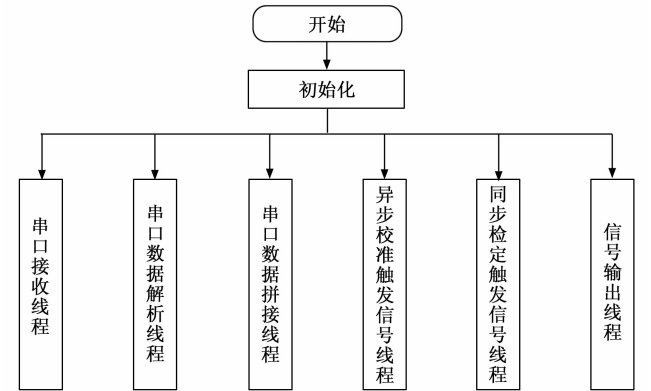 开始
初始化
串口接收线程
串口数据解析线程
串口数据拼接线程
异步校准触发信号线程
同步检定触发信号线程
信号输出线程